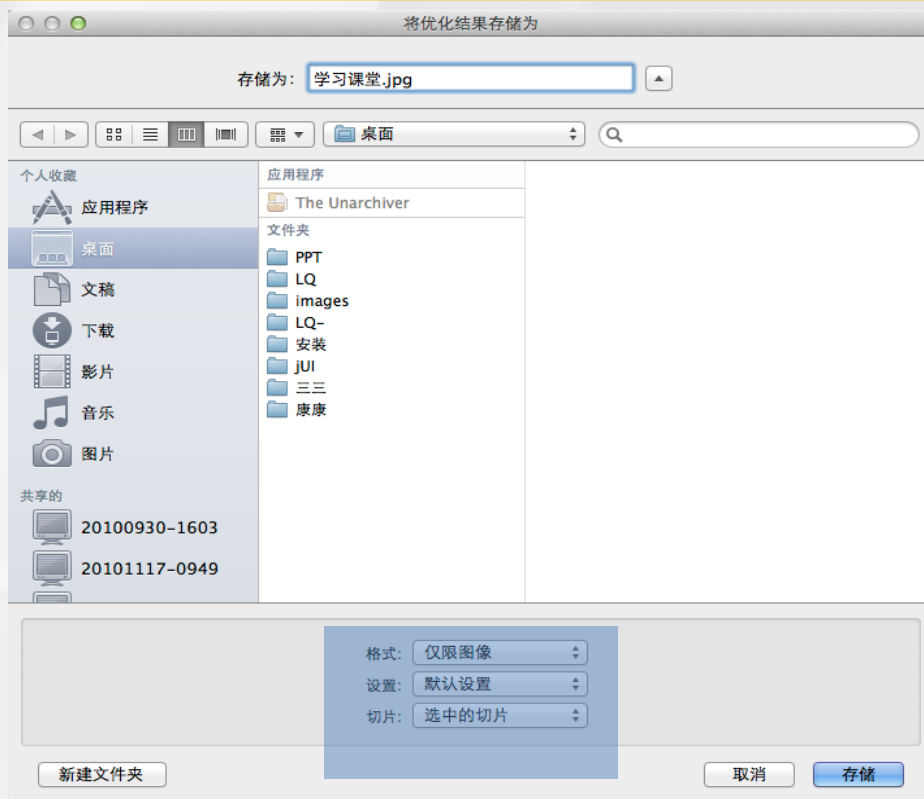 将优化结果存储为
存储为: 学习课堂.jpg
桌面
个人收藏
应用程序
桌面
文稿
下载
影片
音乐
图片
共享的
20100930-1603
20101117-0949
应用程序
The Unarchiver
文件夹
PPT
LQ
images
LQ-
安装
jUI
三三
康康
格式: 仅限图像
设置: 默认设置
切片: 选中的切片
新建文件夹 取消 存储